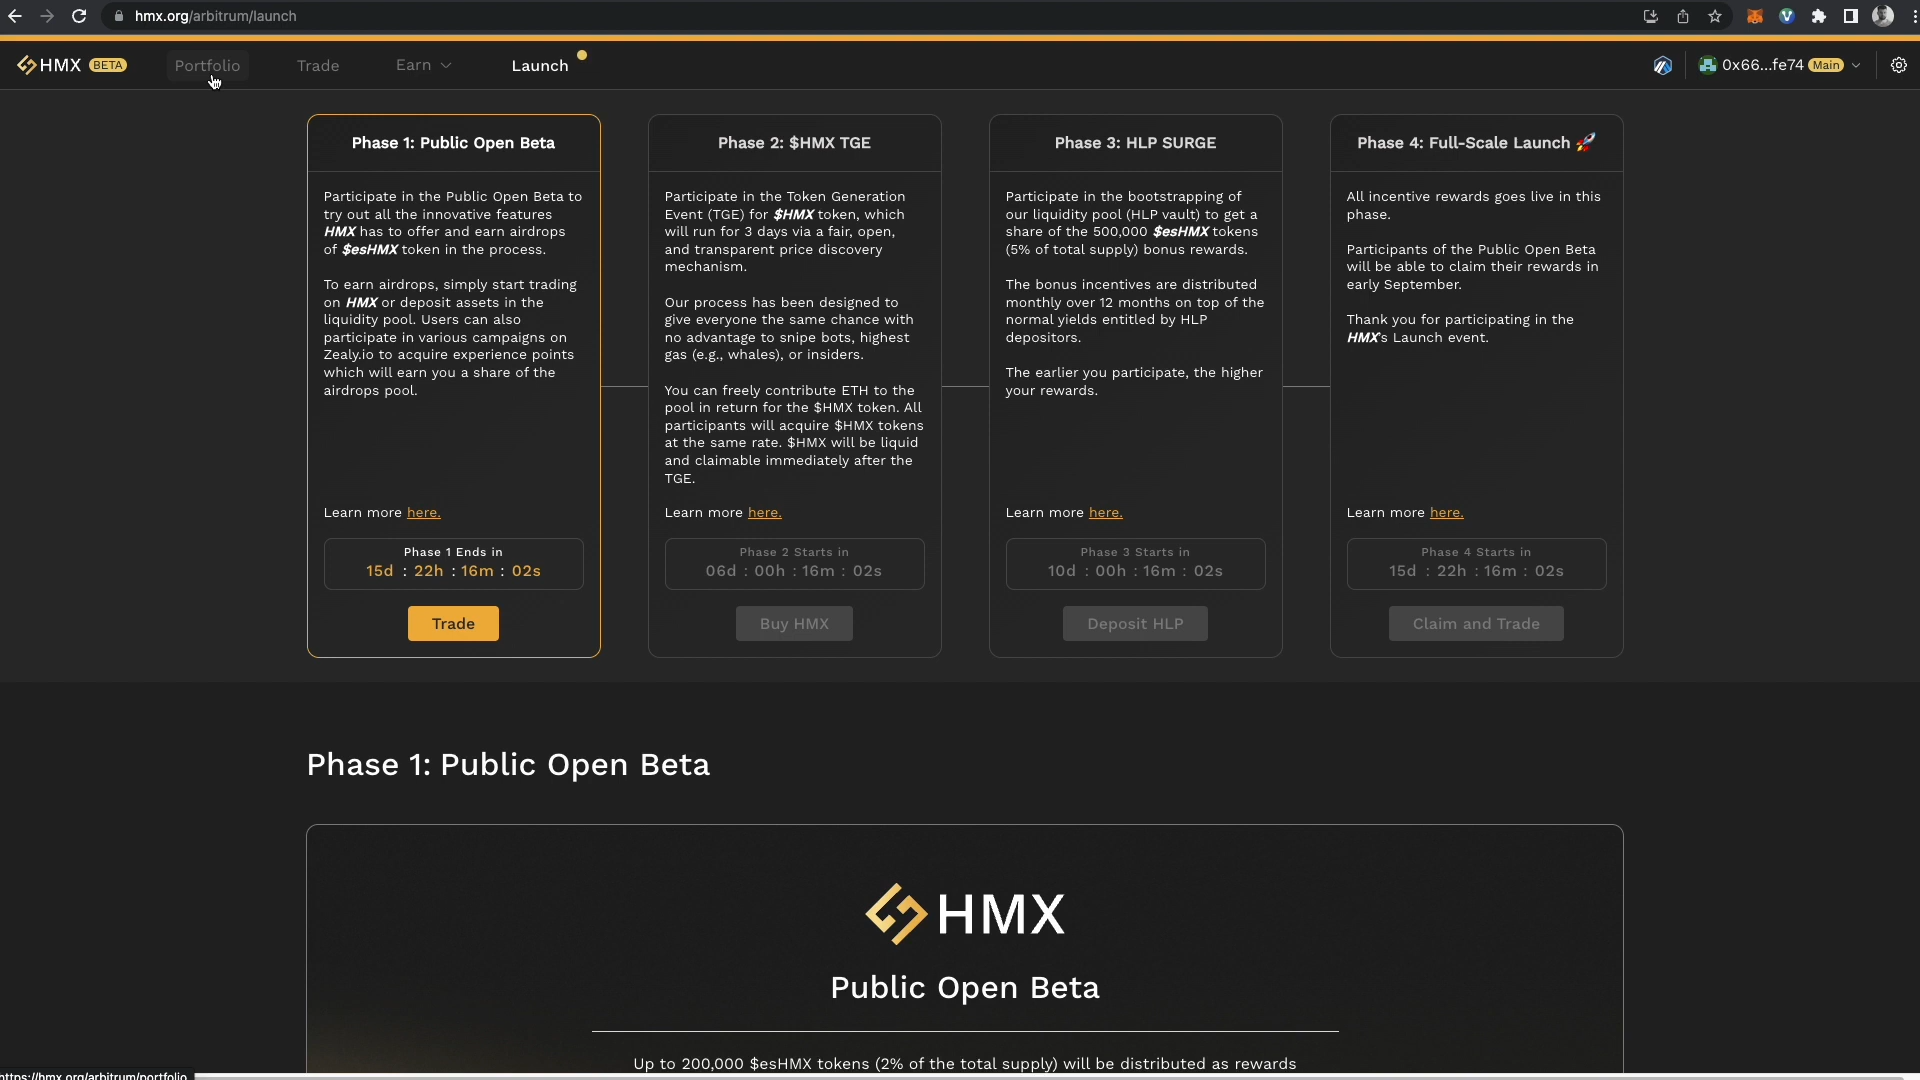 hmx.org/arbitrum/launch
HMX BETA
Portfolio
Trade
Earn
Launch
0x66...fe74 Main
Phase 1: Public Open Beta
Participate in the Public Open Beta to
try out all the innovative features
HMX has to offer and earn airdrops
of $esHMX token in the process.
To earn airdrops, simply start trading
on HMX or deposit assets in the
liquidity pool. Users can also
participate in various campaigns on
Zealy.io to acquire experience points
which will earn you a share of the
airdrops pool.
Learn more here.
Phase 1 Ends in
15d : 22h : 16m : 02s
Trade
Phase 2: $HMX TGE
Participate in the Token Generation
Event (TGE) for $HMX token, which
will run for 3 days via a fair, open,
and transparent price discovery
mechanism.
Our process has been designed to
give everyone the same chance with
no advantage to snipe bots, highest
gas (e.g., whales), or insiders.
You can freely contribute ETH to the
pool in return for the $HMX token. All
participants will acquire $HMX tokens
at the same rate. $HMX will be liquid
and claimable immediately after the
TGE.
Learn more here.
Phase 2 Starts in
06d : 00h : 16m : 02s
Buy HMX
Phase 3: HLP SURGE
Participate in the bootstrapping of
our liquidity pool (HLP vault) to get a
share of the 500,000 $esHMX tokens
(5% of total supply) bonus rewards.
The bonus incentives are distributed
monthly over 12 months on top of the
normal yields entitled by HLP
depositors.
The earlier you participate, the higher
your rewards.
Learn more here.
Phase 3 Starts in
10d : 00h : 16m : 02s
Deposit HLP
Phase 4: Full-Scale Launch 🚀
All incentive rewards goes live in this
phase.
Participants of the Public Open Beta
will be able to claim their rewards in
early September.
Thank you for participating in the
HMX's Launch event.
Learn more here.
Phase 4 Starts in
15d : 22h : 16m : 02s
Claim and Trade
Phase 1: Public Open Beta
HMX
Public Open Beta
Up to 200,000 $esHMX tokens (2% of the total supply) will be distributed as rewards
https://hmx.org/arbitrum/portfolio